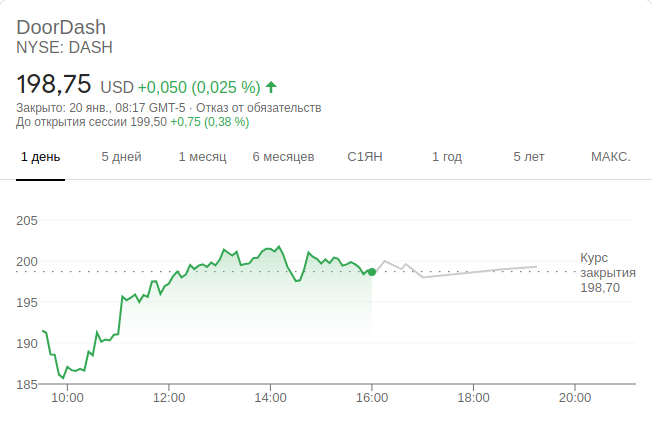 DoorDash
NYSE: DASH
198,75 USD +0,050 (0,025 %)
Закрыто: 20 янв., 08:17 GMT-5 · Отказ от обязательств
До открытия сессии 199,50 +0,75 (0,38 %)
1 день 5 дней 1 месяц 6 месяцев С1ЯН 1 год 5 лет МАКС.
205
200
195
190
185
Курс
закрытия
198,70
10:00 12:00 14:00 16:00 18:00 20:00